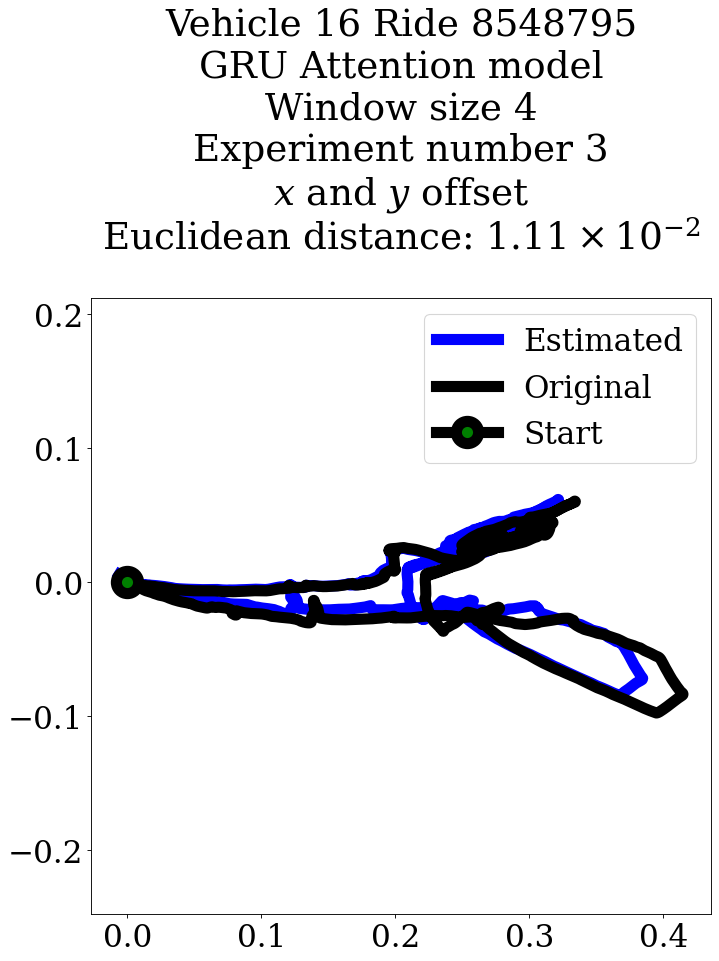 Vehicle 16 Ride 8548795
GRU Attention model
Window size 4
Experiment number 3
x and y offset
Euclidean distance: 1.11 × 10⁻²
Estimated
Original
Start
0.2
0.1
0.0
−0.1
−0.2
0.0 0.1 0.2 0.3 0.4